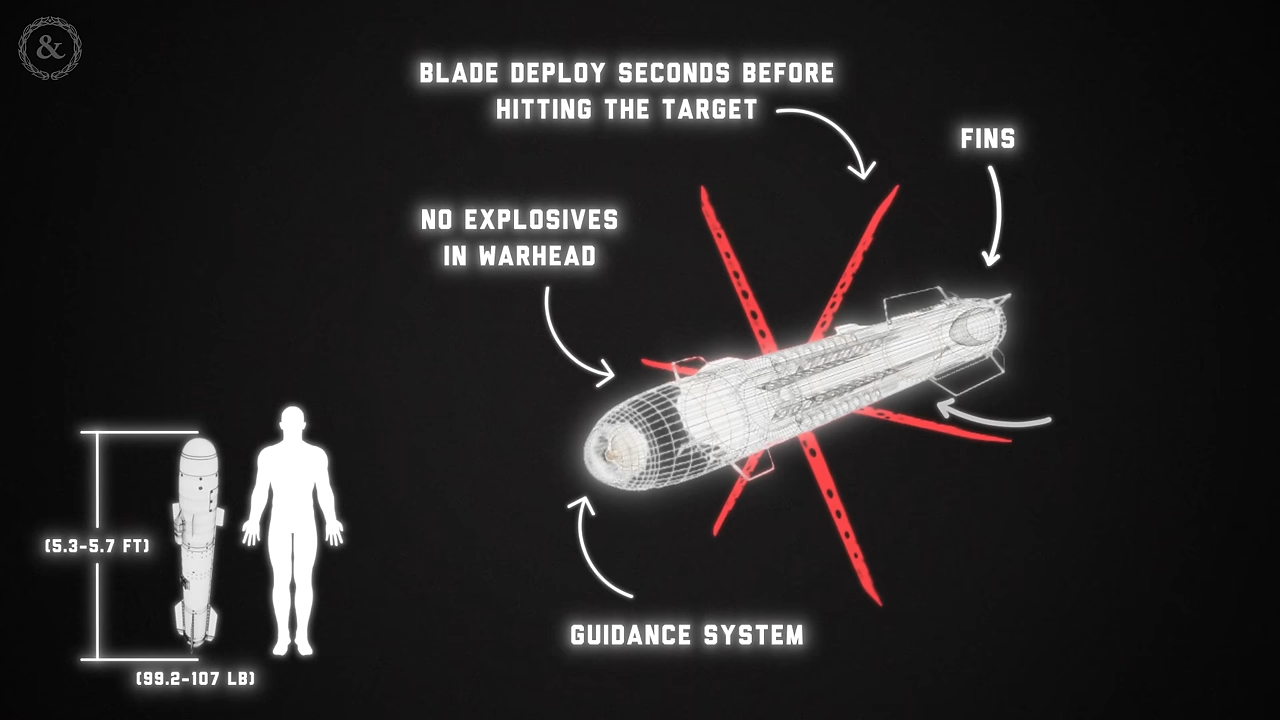 &
BLADE DEPLOY SECONDS BEFORE
HITTING THE TARGET
FINS
NO EXPLOSIVES
IN WARHEAD
(5.3-5.7 FT)
GUIDANCE SYSTEM
(99.2-107 LB)